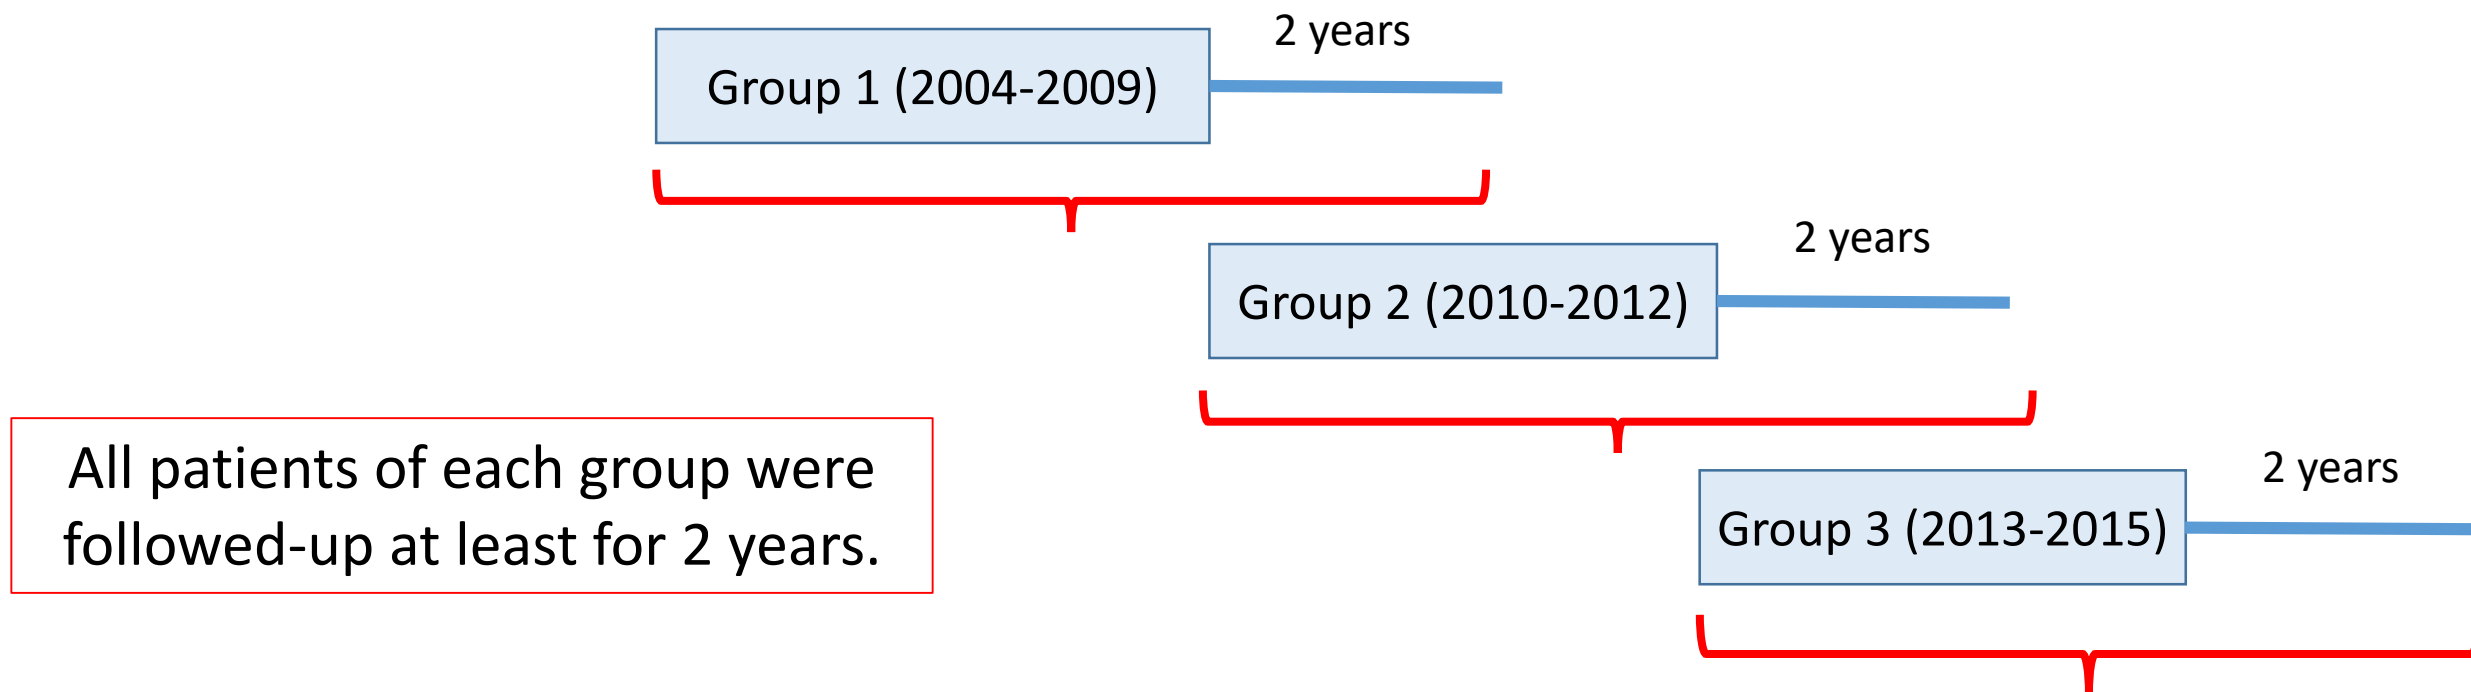 2 years
Group 1 (2004-2009)
2 years
Group 2 (2010-2012)
All patients of each group were
followed-up at least for 2 years.
2 years
Group 3 (2013-2015)